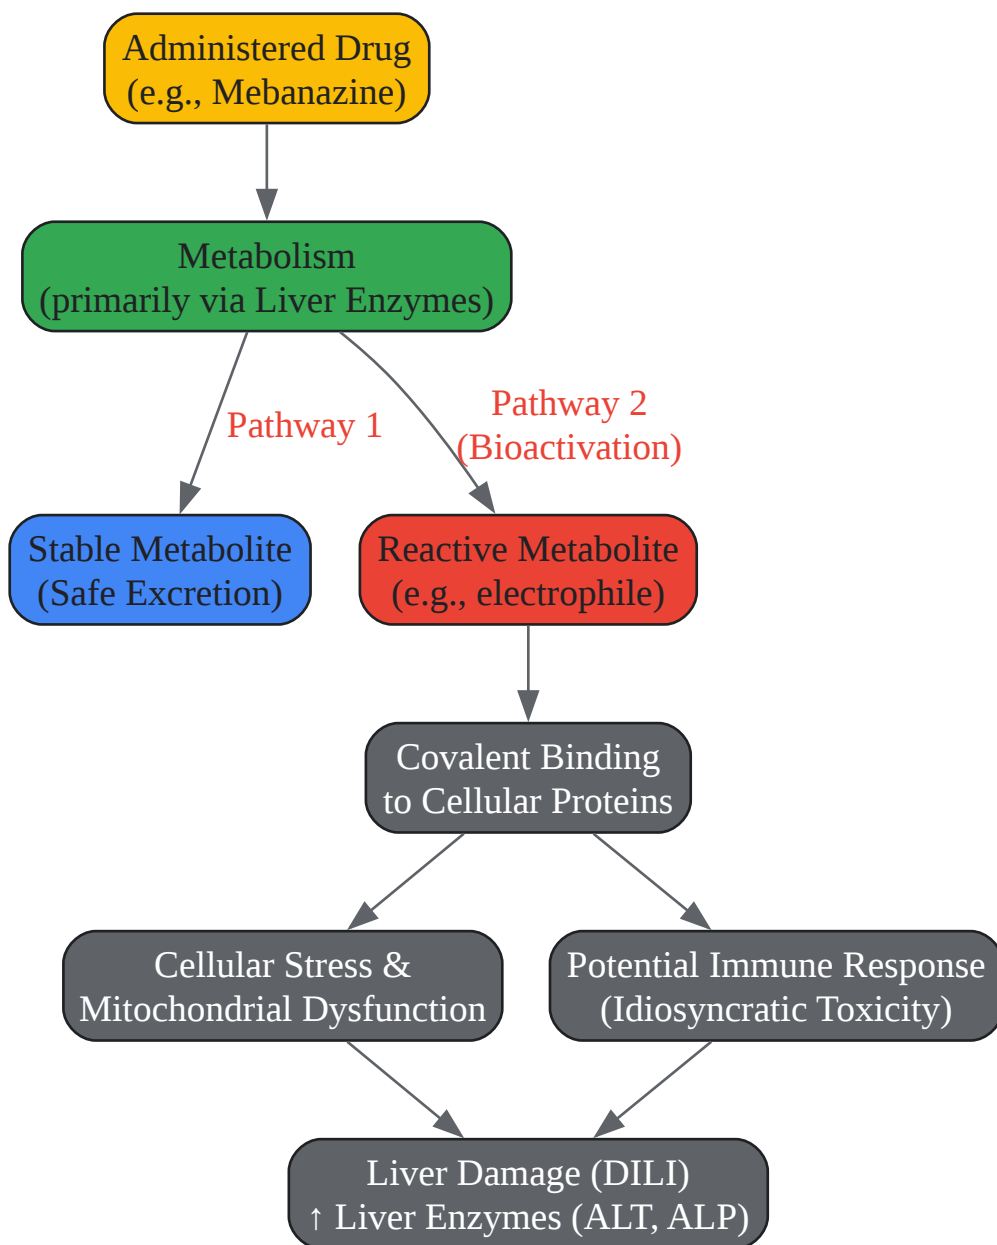 Administered Drug
(e.g., Mebanazine)
Metabolism
(primarily via Liver Enzymes)
Pathway 1
Pathway 2
(Bioactivation)
Stable Metabolite
(Safe Excretion)
Reactive Metabolite
(e.g., electrophile)
Covalent Binding
to Cellular Proteins
Cellular Stress &
Mitochondrial Dysfunction
Potential Immune Response
(Idiosyncratic Toxicity)
Liver Damage (DILI)
↑ Liver Enzymes (ALT, ALP)